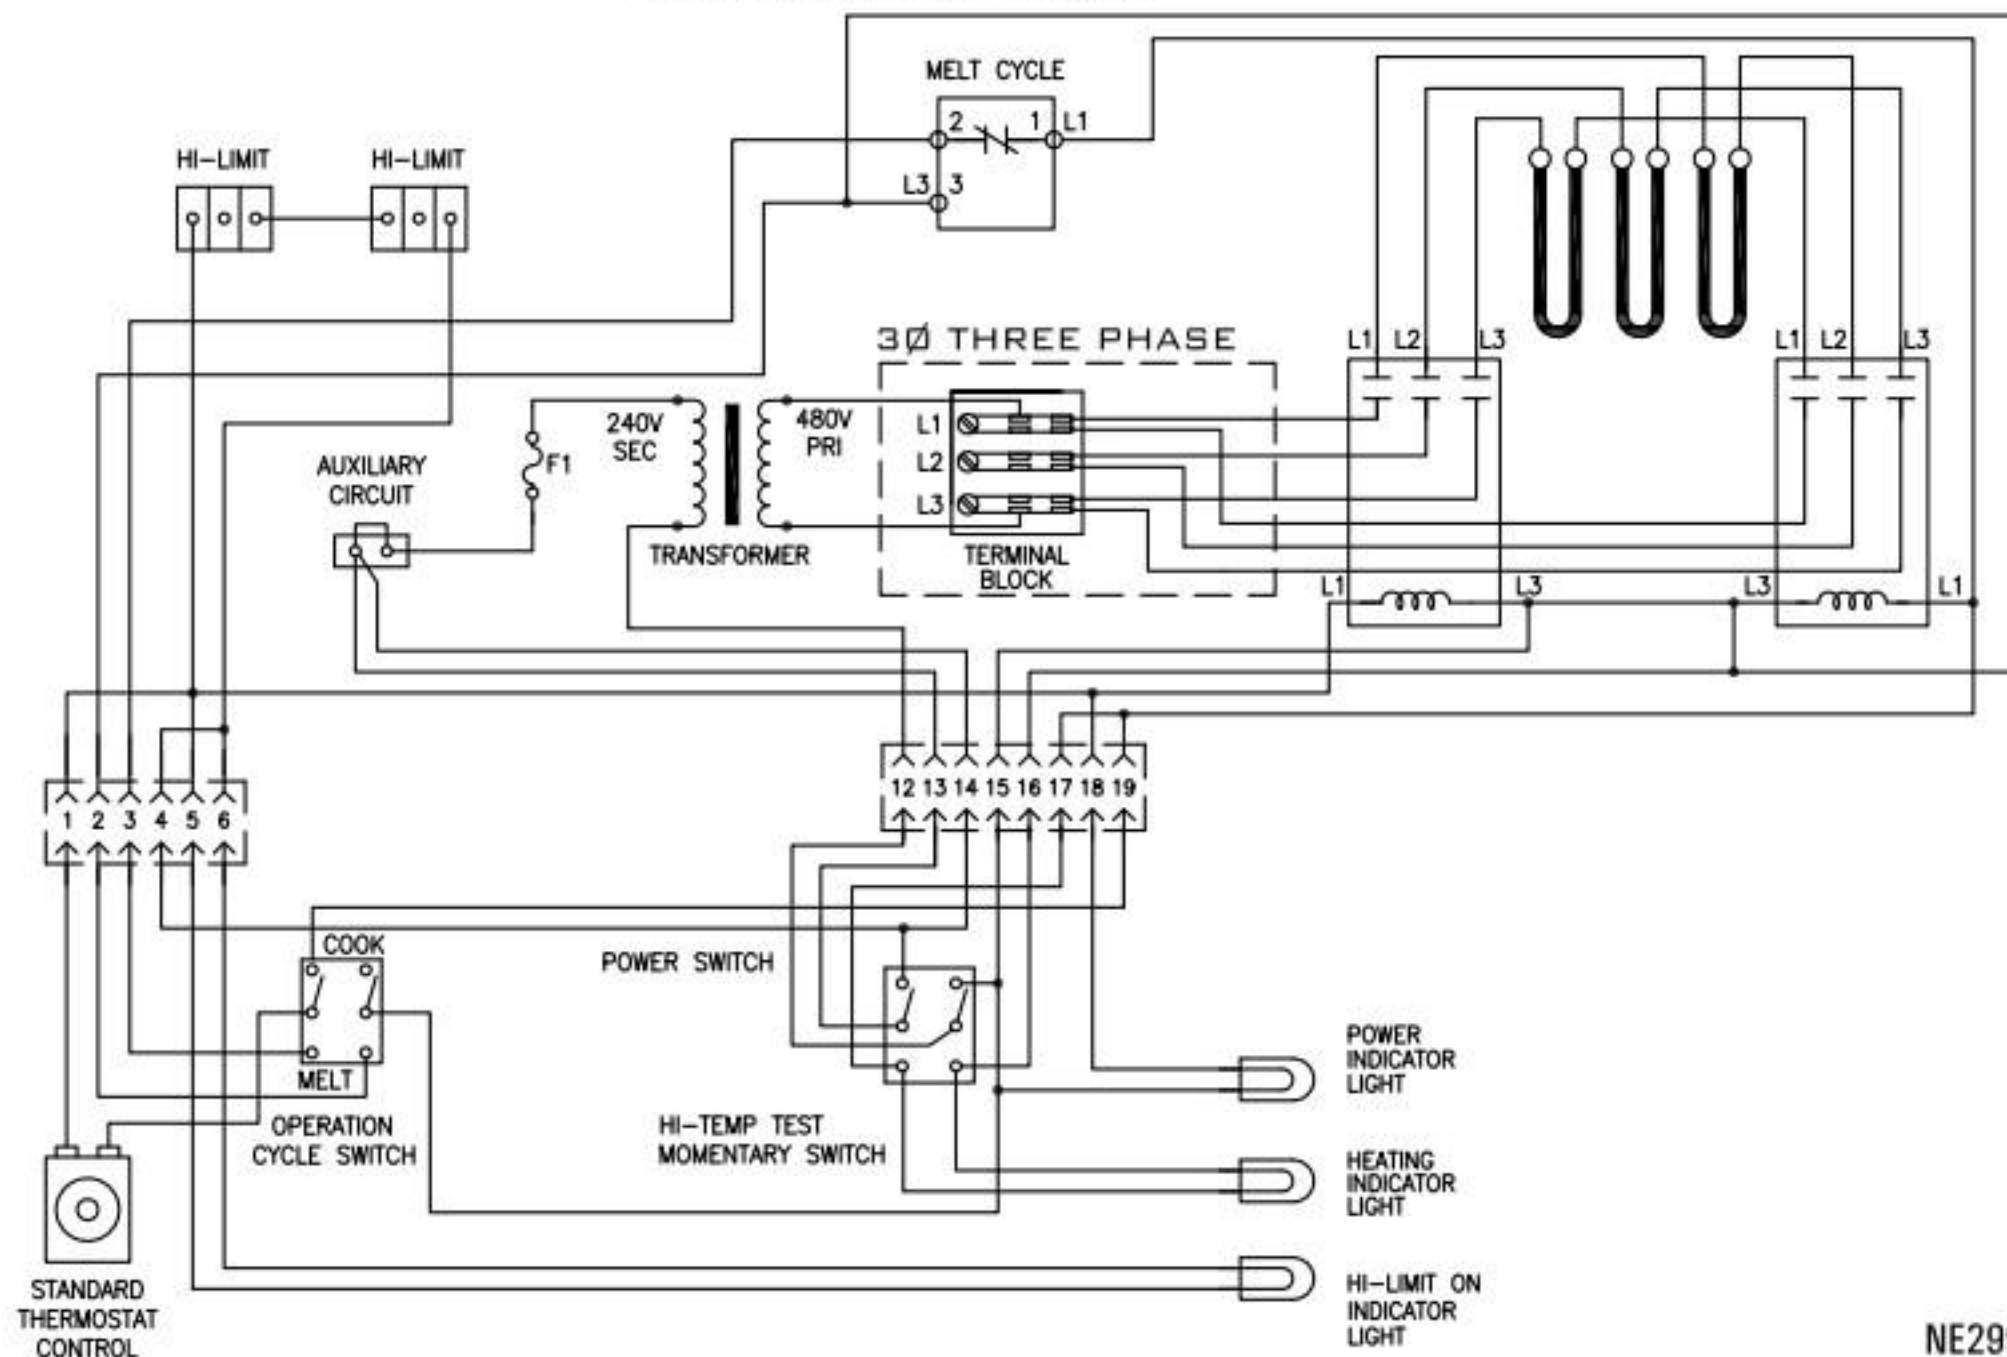 MELT CYCLE
2
1
L1
L3
3
HI-LIMIT
HI-LIMIT
3Ø THREE PHASE
L1
L2
L3
L1
L2
L3
240V
SEC
480V
PRI
F1
AUXILIARY
CIRCUIT
L1
L2
L3
TRANSFORMER
TERMINAL
BLOCK
L1
L3
L3
L1
12 13 14 15 16 17 18 19
1 2 3 4 5 6
COOK
POWER SWITCH
MELT
OPERATION
CYCLE SWITCH
HI-TEMP TEST
MOMENTARY SWITCH
POWER
INDICATOR
LIGHT
HEATING
INDICATOR
LIGHT
HI-LIMIT ON
INDICATOR
LIGHT
STANDARD
THERMOSTAT
CONTROL